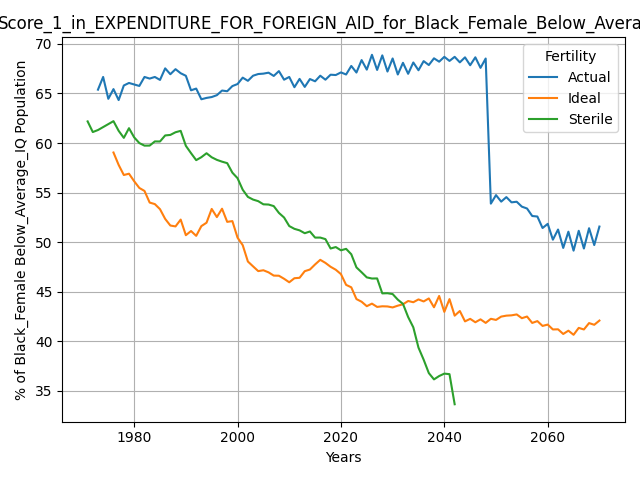 Score_1_in_EXPENDITURE_FOR_FOREIGN_AID_for_Black_Female_Below_Avera
% of Black_Female Below_Average_IQ Population
70
65
60
55
50
45
40
35
Fertility
Actual
Ideal
Sterile
1980
2000
2020
2040
2060
Years